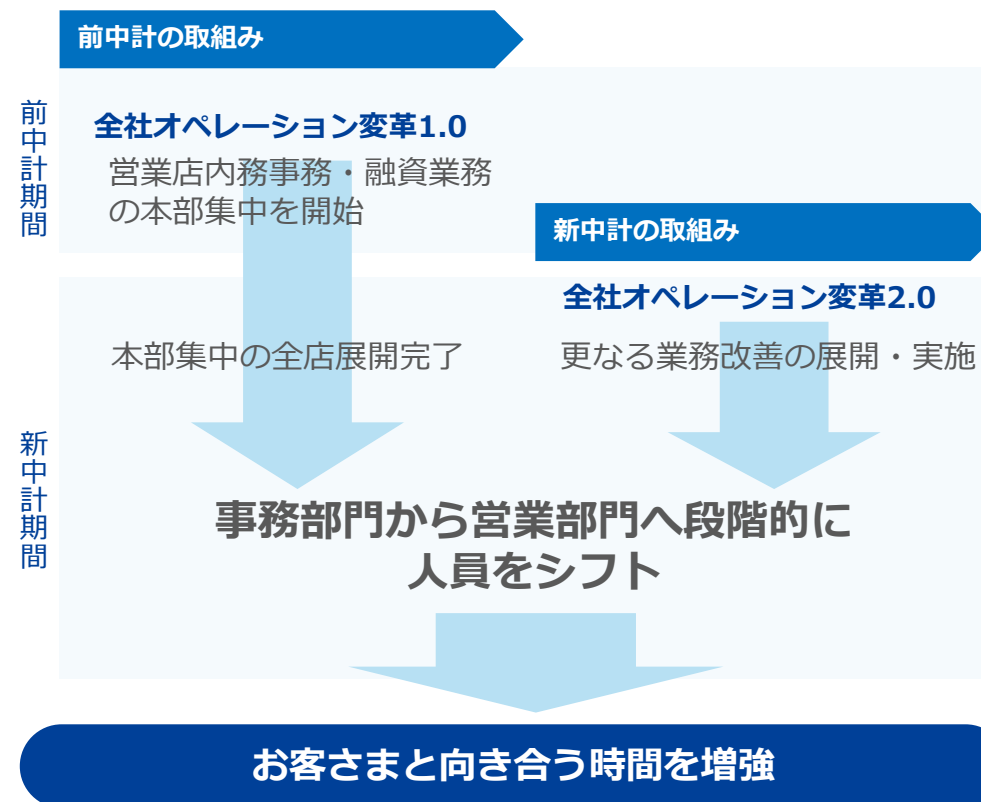 前中計の取組み
前中計期間
全社オペレーション変革1.0
営業店内務事務・融資業務
の本部集中を開始
新中計の取組み
全社オペレーション変革2.0
本部集中の全店展開完了
更なる業務改善の展開・実施
新中計期間
事務部門から営業部門へ段階的に
人員をシフト
お客さまと向き合う時間を増強